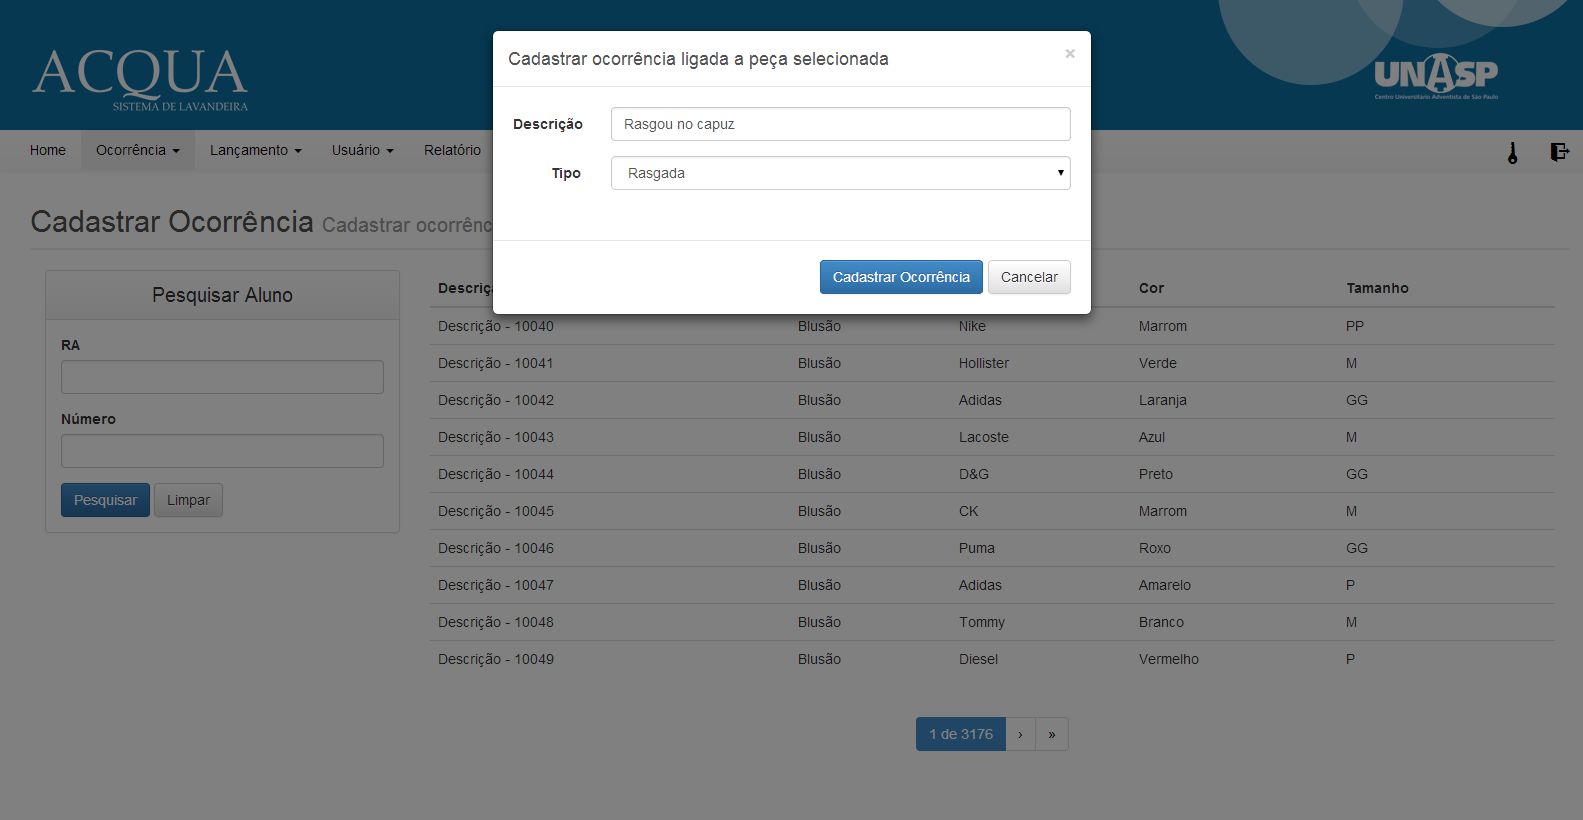 ACQUA
SISTEMA DE LAVANDEIRA
UNASP
Centro Universitário Adventista de São Paulo
Home
Ocorrência
Lançamento
Usuário
Relatório
Cadastrar ocorrência ligada a peça selecionada
×
Descrição
Rasgou no capuz
Tipo
Rasgada
Cadastrar Ocorrência
Cancelar
Cadastrar Ocorrência Cadastrar ocorrênc
Pesquisar Aluno
RA
Número
Pesquisar
Limpar
Descriç Cor Tamanho
Descrição - 10040 Blusão Nike Marrom PP
Descrição - 10041 Blusão Hollister Verde M
Descrição - 10042 Blusão Adidas Laranja GG
Descrição - 10043 Blusão Lacoste Azul M
Descrição - 10044 Blusão D&G Preto GG
Descrição - 10045 Blusão CK Marrom M
Descrição - 10046 Blusão Puma Roxo GG
Descrição - 10047 Blusão Adidas Amarelo P
Descrição - 10048 Blusão Tommy Branco M
Descrição - 10049 Blusão Diesel Vermelho P
1 de 3176 › »